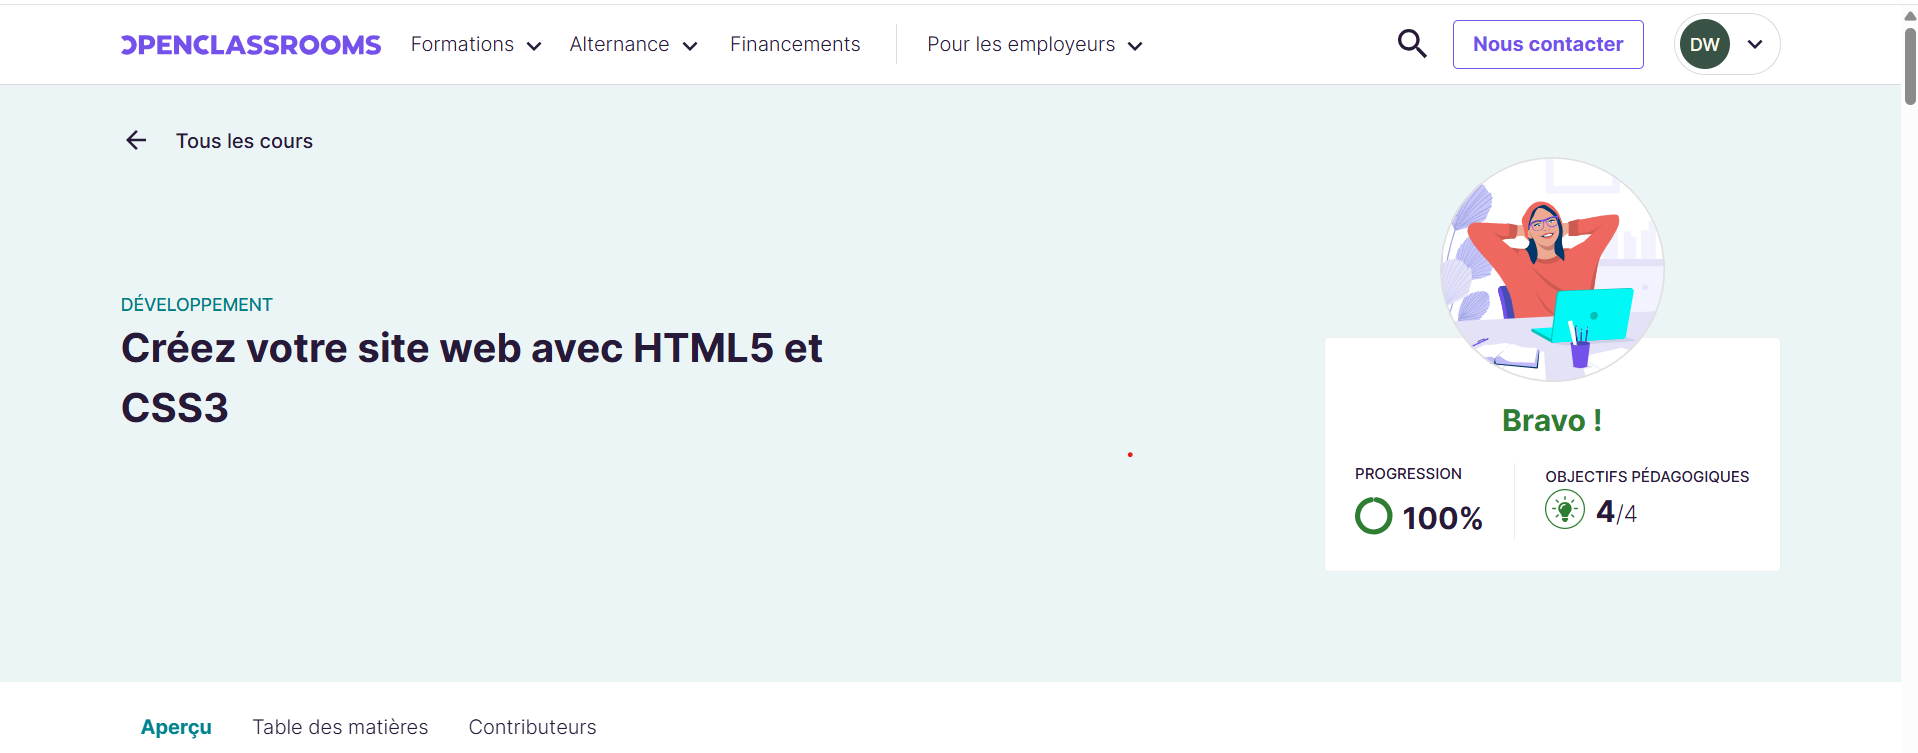 OPENCLASSROOMS Formations Alternance Financements Pour les employeurs Nous contacter DW
Tous les cours
DÉVELOPPEMENT
Créez votre site web avec HTML5 et
CSS3
Bravo !
PROGRESSION
100%
OBJECTIFS PÉDAGOGIQUES
4/4
Aperçu Table des matières Contributeurs